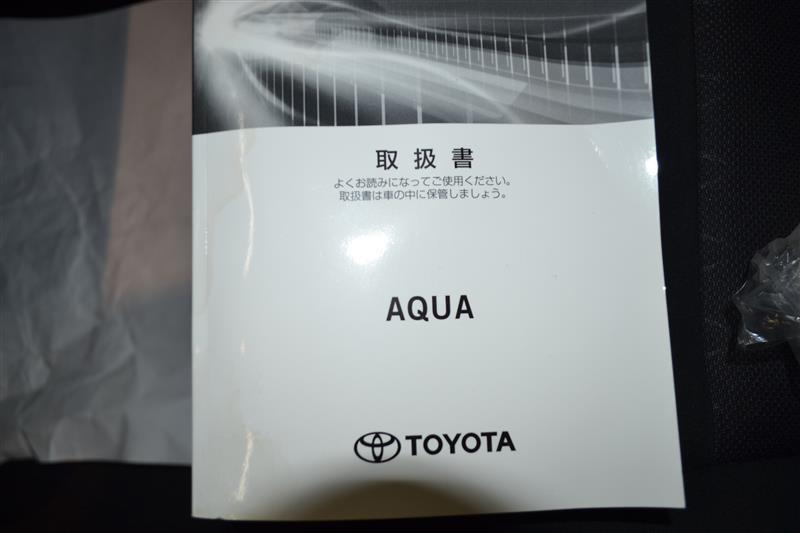 取扱書
よくお読みになってご使用ください。
取扱書は車の中に保管しましょう。
AQUA
TOYOTA